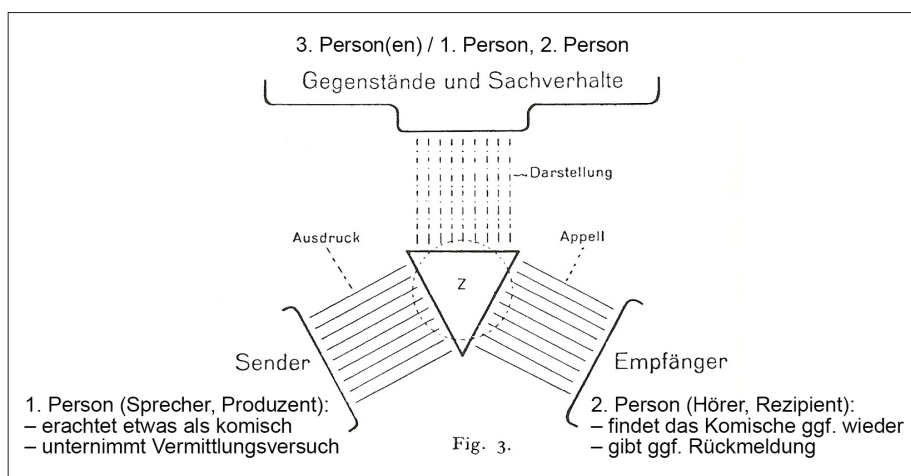 3. Person(en) / 1. Person, 2. Person
Gegenstände und Sachverhalte
Darstellung
Ausdruck
Appell
Z
Sender
Empfänger
1. Person (Sprecher, Produzent):
– erachtet etwas als komisch
– unternimmt Vermittlungsversuch
2. Person (Hörer, Rezipient):
– findet das Komische ggf. wieder
– gibt ggf. Rückmeldung
Fig. 3.